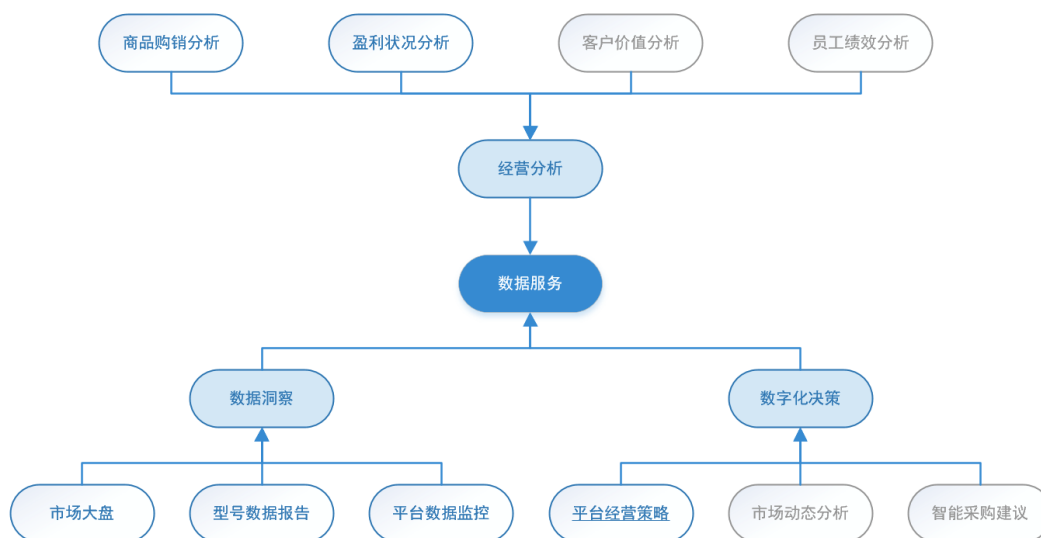 商品购销分析
盈利状况分析
客户价值分析
员工绩效分析
经营分析
数据服务
数据洞察
数字化决策
市场大盘
型号数据报告
平台数据监控
平台经营策略
市场动态分析
智能采购建议